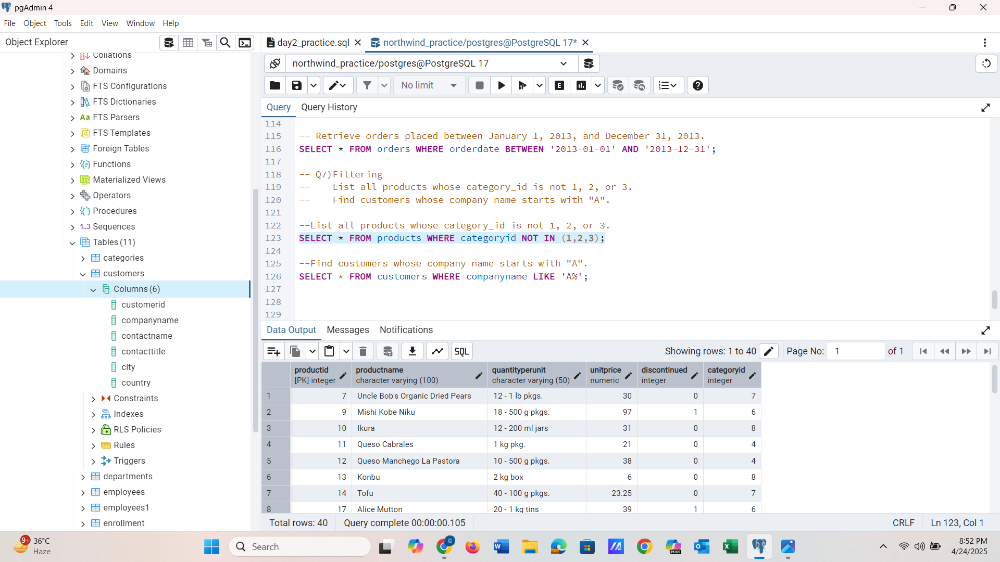 pgAdmin 4
File Object Tools Edit View Window Help
Object Explorer
day2_practice.sql
northwind_practice/postgres@PostgreSQL 17*
Collations
Domains
FTS Configurations
FTS Dictionaries
Aa FTS Parsers
FTS Templates
Foreign Tables
Functions
Materialized Views
Operators
Procedures
1..3 Sequences
Tables (11)
categories
customers
Columns (6)
customerid
companyname
contactname
contacttitle
city
country
Constraints
Indexes
RLS Policies
Rules
Triggers
departments
employees
employees1
enrollment
northwind_practice/postgres@PostgreSQL 17
No limit
E
Query Query History
114
115 -- Retrieve orders placed between January 1, 2013, and December 31, 2013.
116 SELECT * FROM orders WHERE orderdate BETWEEN '2013-01-01' AND '2013-12-31';
117
118 -- Q7)Filtering
119 -- List all products whose category_id is not 1, 2, or 3.
120 -- Find customers whose company name starts with "A".
121
122 --List all products whose category_id is not 1, 2, or 3.
123 SELECT * FROM products WHERE categoryid NOT IN (1,2,3);
124
125 --Find customers whose company name starts with "A".
126 SELECT * FROM customers WHERE companyname LIKE 'A%';
127
128
129
Data Output Messages Notifications
SQL Showing rows: 1 to 40 Page No: 1 of 1
productid productname quantityperunit unitprice discontinued categoryid
[PK] integer character varying (100) character varying (50) numeric integer integer
1 7 Uncle Bob's Organic Dried Pears 12 - 1 lb pkgs. 30 0 7
2 9 Mishi Kobe Niku 18 - 500 g pkgs. 97 1 6
3 10 Ikura 12 - 200 ml jars 31 0 8
4 11 Queso Cabrales 1 kg pkg. 21 0 4
5 12 Queso Manchego La Pastora 10 - 500 g pkgs. 38 0 4
6 13 Konbu 2 kg box 6 0 8
7 14 Tofu 40 - 100 g pkgs. 23.25 0 7
8 17 Alice Mutton 20 - 1 kg tins 39 1 6
Total rows: 40 Query complete 00:00:00.105 CRLF Ln 123, Col 1
9+ 36°C
Haze
Search
G
M365
8:52 PM
4/24/2025